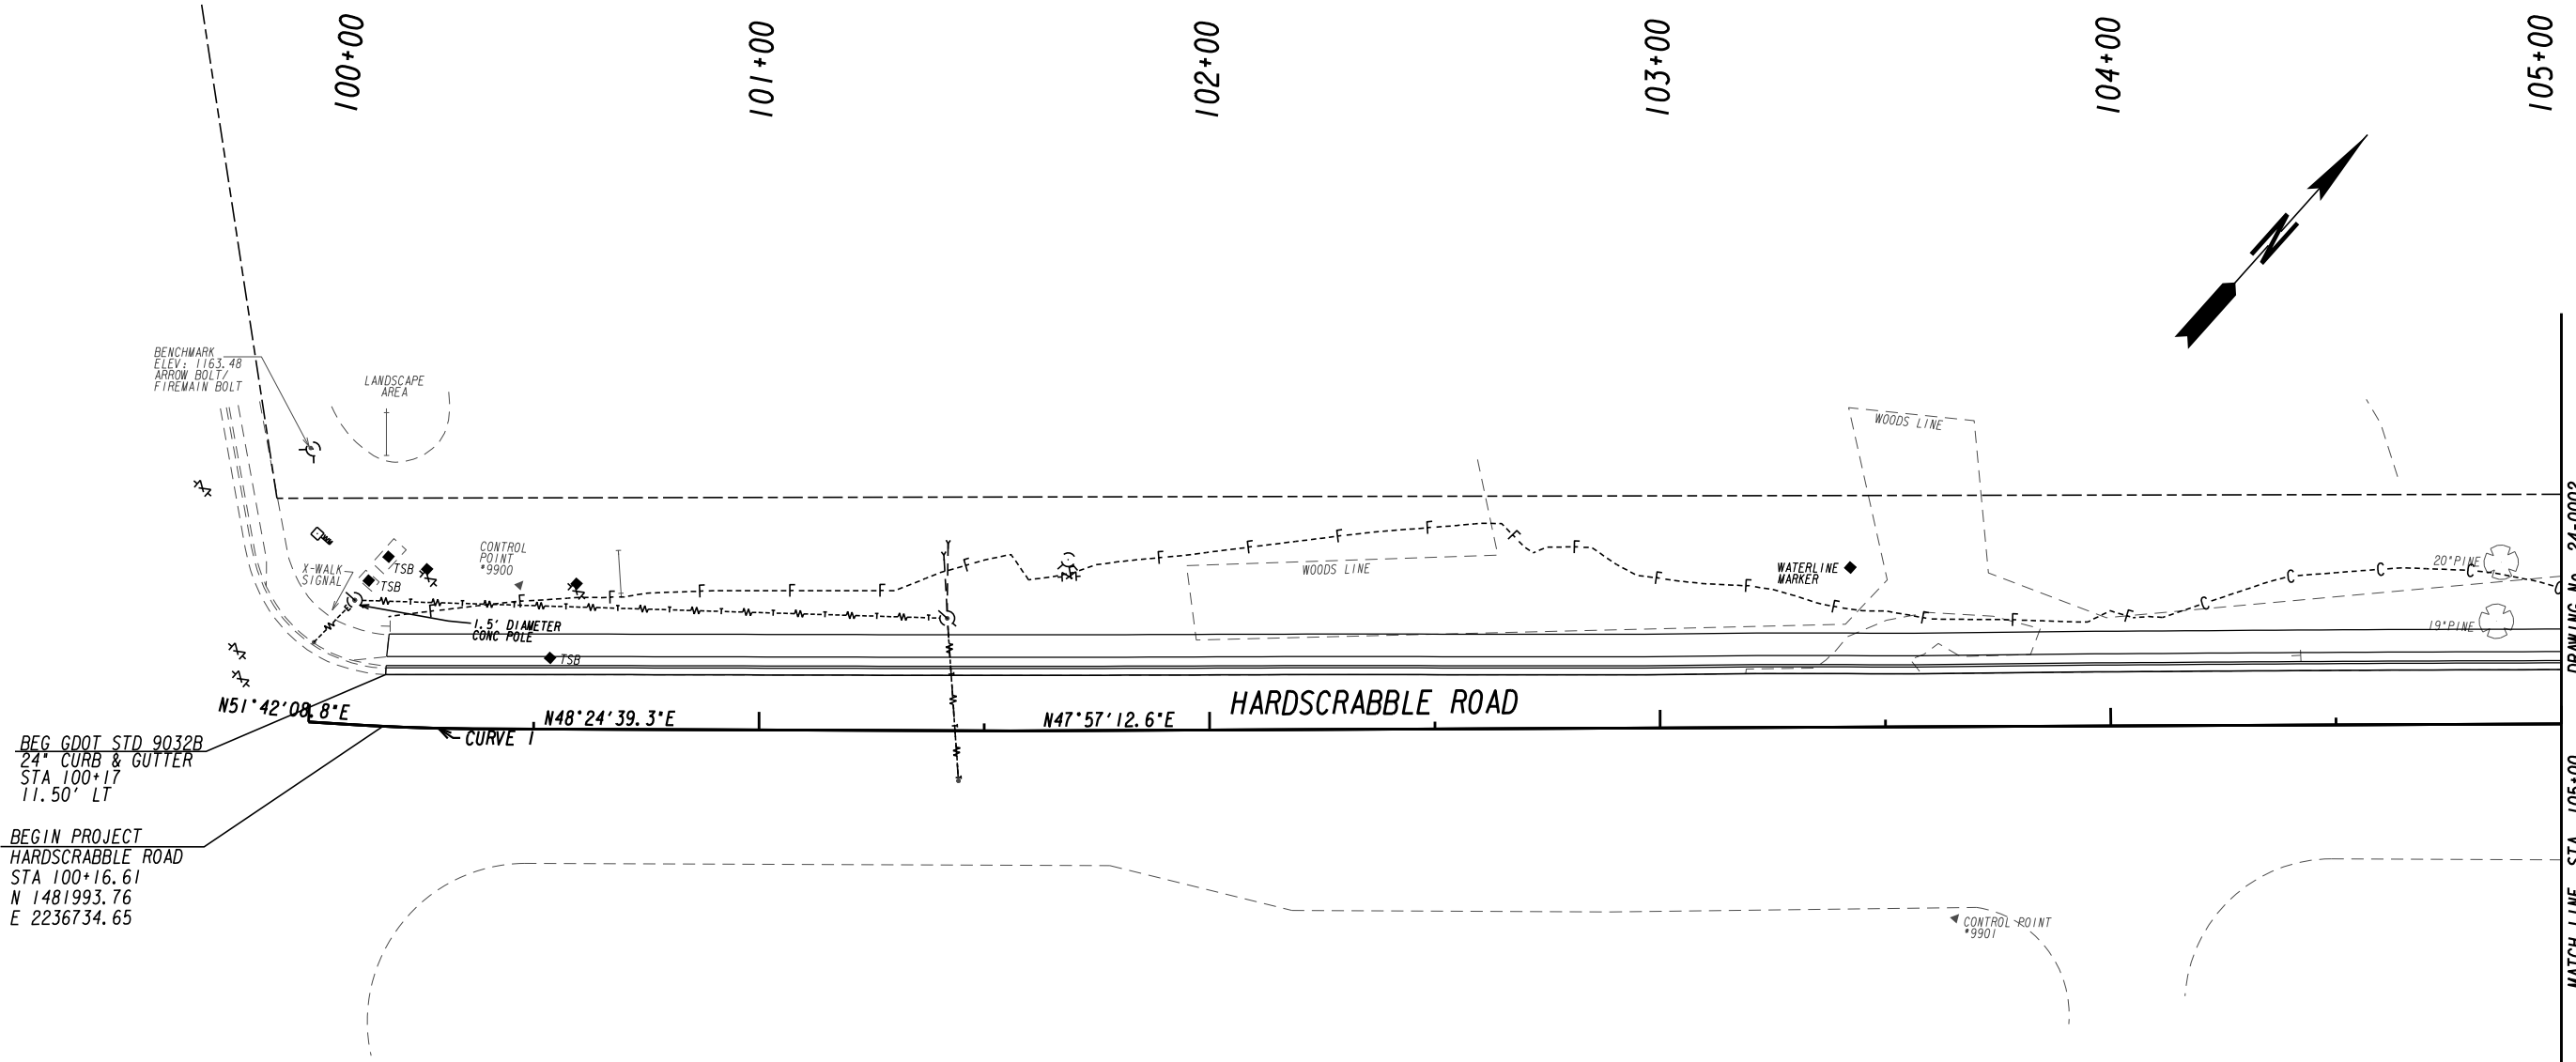 100+00
101+00
102+00
103+00
104+00
105+00
N
BENCHMARK
ELEV: 1163.48
ARROW BOLT/
FIREMAIN BOLT
LANDSCAPE
AREA
WOODS LINE
CONTROL
POINT
*9900
X-WALK
SIGNAL
TSB
TSB
WOODS LINE
WATERLINE
MARKER
20"PINE
19"PINE
1.5' DIAMETER
CONC POLE
TSB
HARDSCRABBLE ROAD
N51°42'08.8"E
N48°24'39.3"E
N47°57'12.6"E
CURVE 1
BEG GDOT STD 9032B
24" CURB & GUTTER
STA 100+17
11.50' LT
BEGIN PROJECT
HARDSCRABBLE ROAD
STA 100+16.61
N 1481993.76
E 2236734.65
CONTROL POINT
*9901
MATCH LINE STA 105+00 DRAWING No. 24-0002